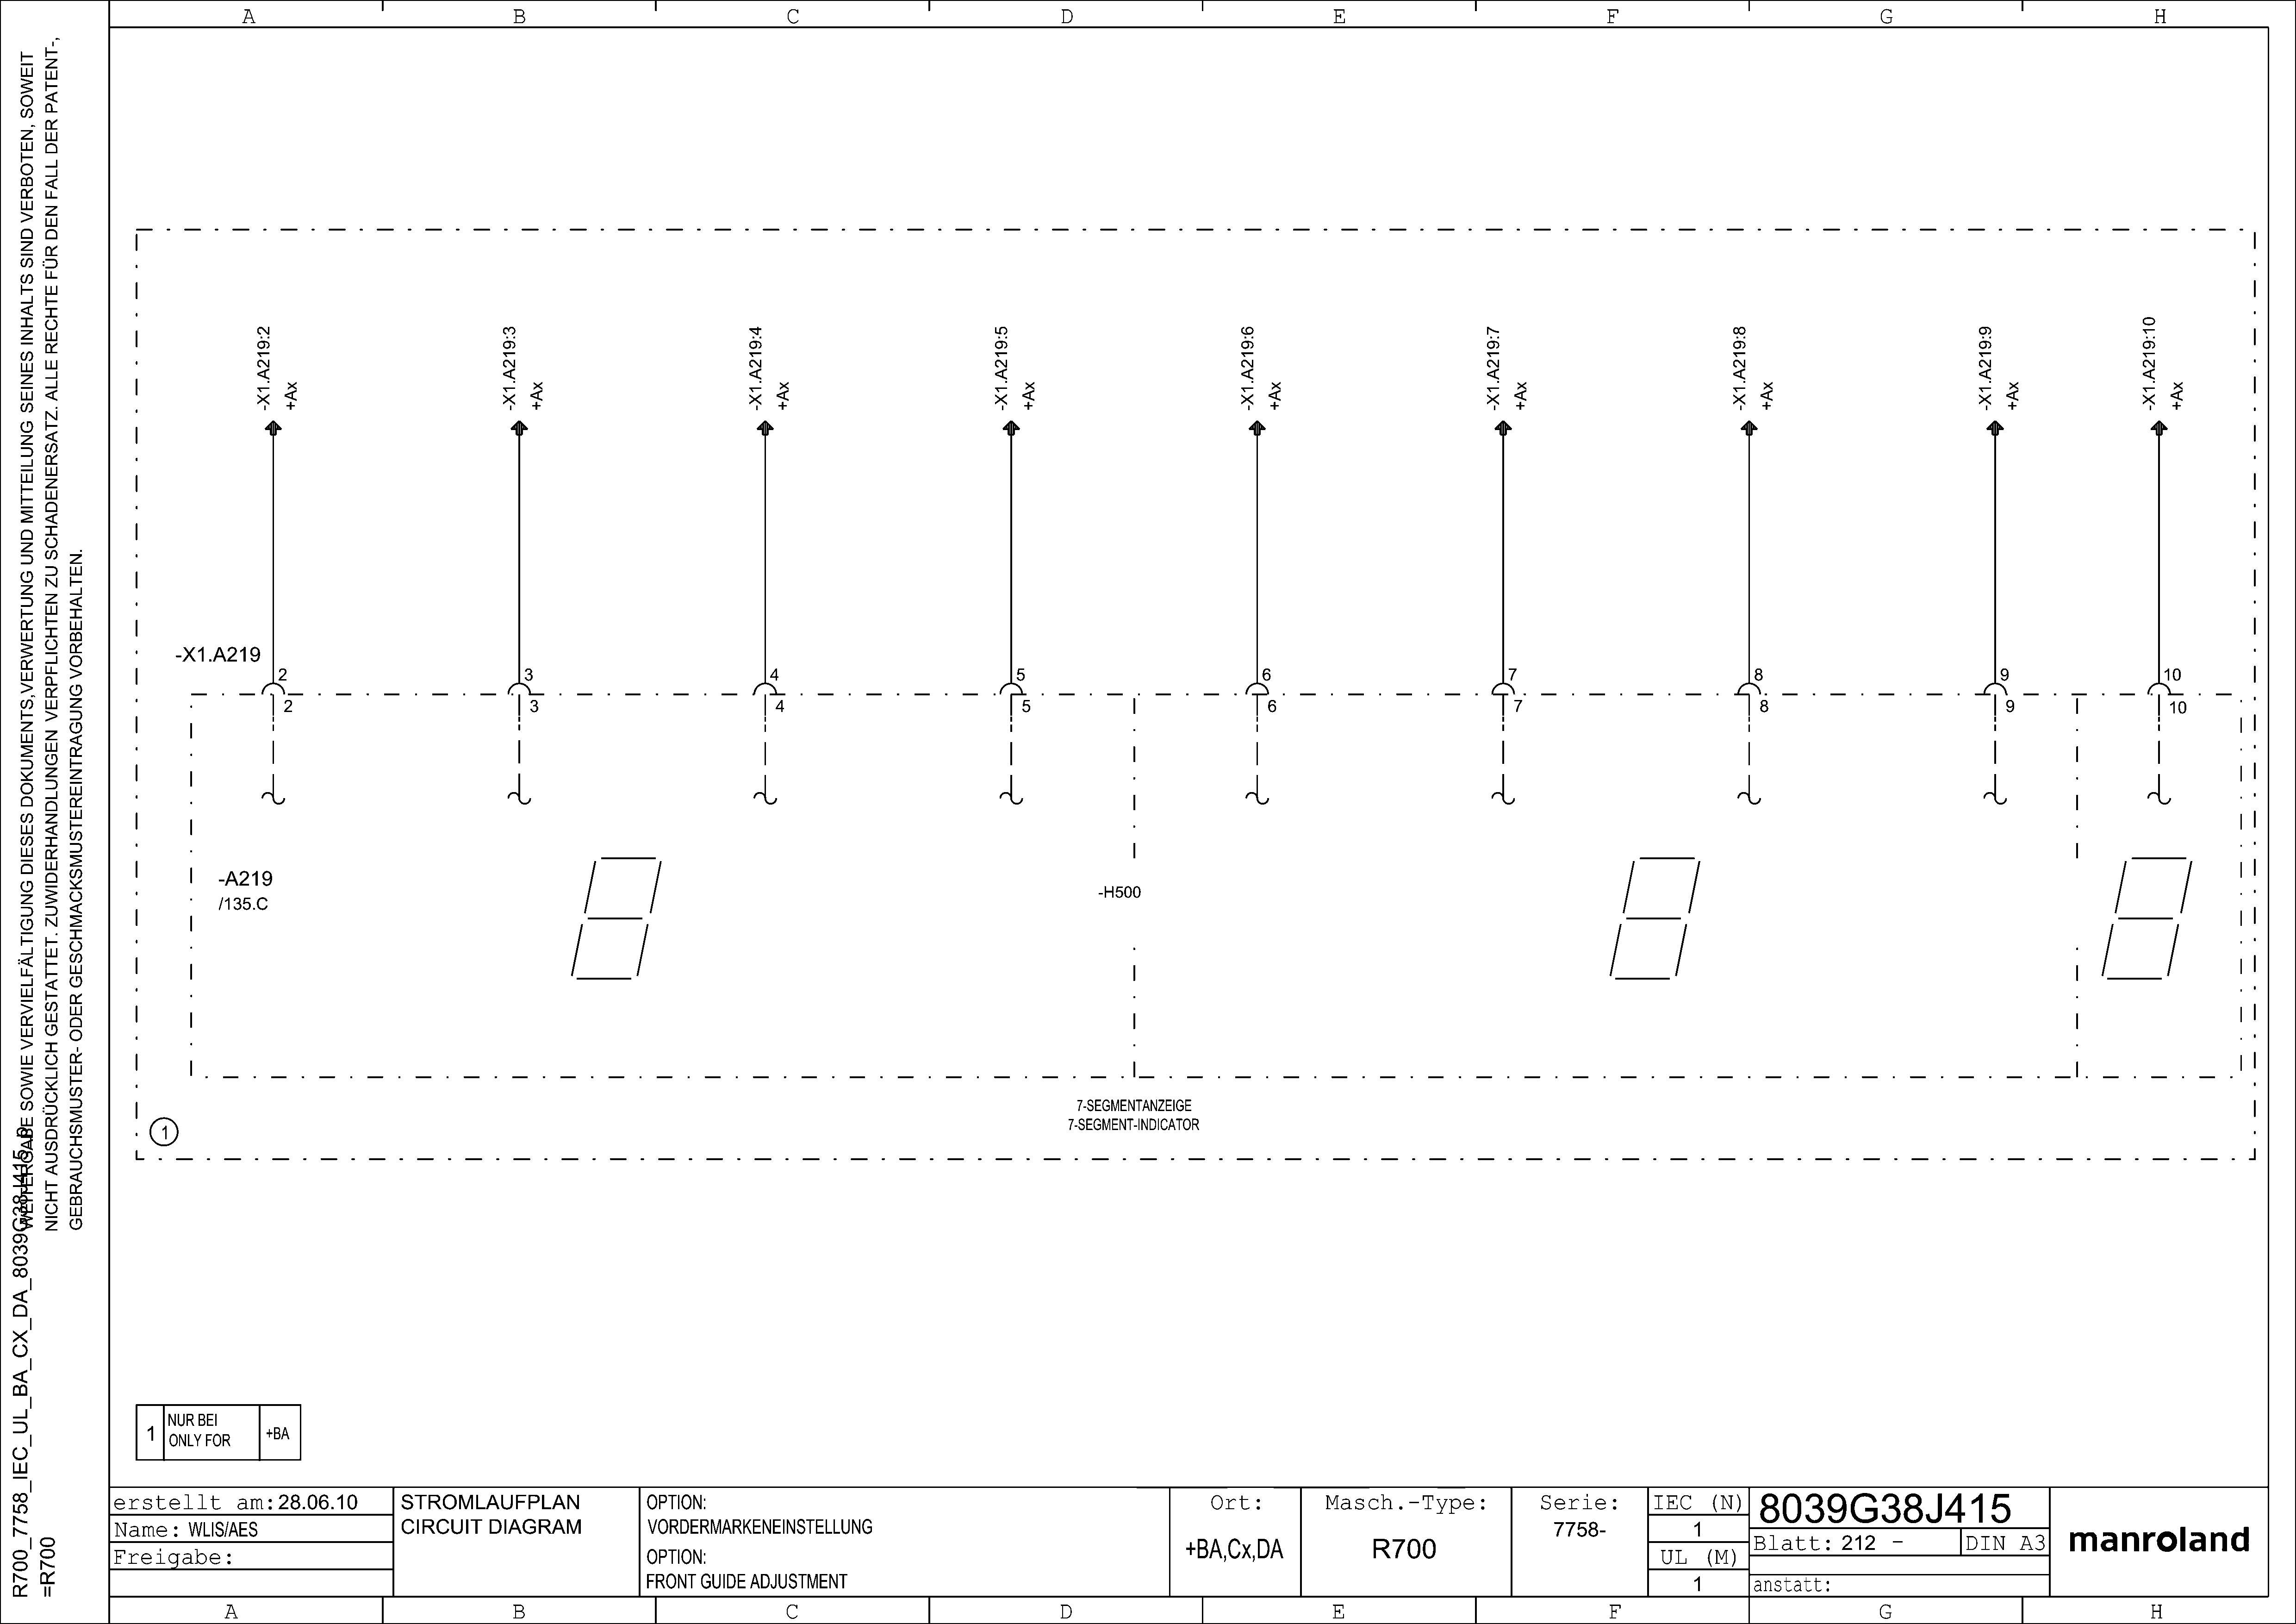 A B C D E F G H
WEITERGABE SOWIE VERVIELFÄLTIGUNG DIESES DOKUMENTS,VERWERTUNG UND MITTEILUNG SEINES INHALTS SIND VERBOTEN, SOWEIT
NICHT AUSDRÜCKLICH GESTATTET. ZUWIDERHANDLUNGEN VERPFLICHTEN ZU SCHADENERSATZ. ALLE RECHTE FÜR DEN FALL DER PATENT-,
GEBRAUCHSMUSTER- ODER GESCHMACKSMUSTEREINTRAGUNG VORBEHALTEN.
R700_7758_IEC_UL_BA_CX_DA_8039G38J415_p
=R700
-X1.A219:2
+Ax
-X1.A219:3
+Ax
-X1.A219:4
+Ax
-X1.A219:5
+Ax
-X1.A219:6
+Ax
-X1.A219:7
+Ax
-X1.A219:8
+Ax
-X1.A219:9
+Ax
-X1.A219:10
+Ax
-X1.A219
2 3 4 5 6 7 8 9 10
2 3 4 5 6 7 8 9 10
-A219
/135.C
-H500
7-SEGMENTANZEIGE
7-SEGMENT-INDICATOR
1
1 NUR BEI
ONLY FOR
+BA
erstellt am: 28.06.10
Name: WLIS/AES
Freigabe:
STROMLAUFPLAN
CIRCUIT DIAGRAM
OPTION:
VORDERMARKENEINSTELLUNG
OPTION:
FRONT GUIDE ADJUSTMENT
Ort:
+BA,Cx,DA
Masch.-Type:
R700
Serie:
7758-
IEC (N)
1
UL (M)
1
8039G38J415
Blatt: 212 -
DIN A3
anstatt:
manroland
A B C D E F G H